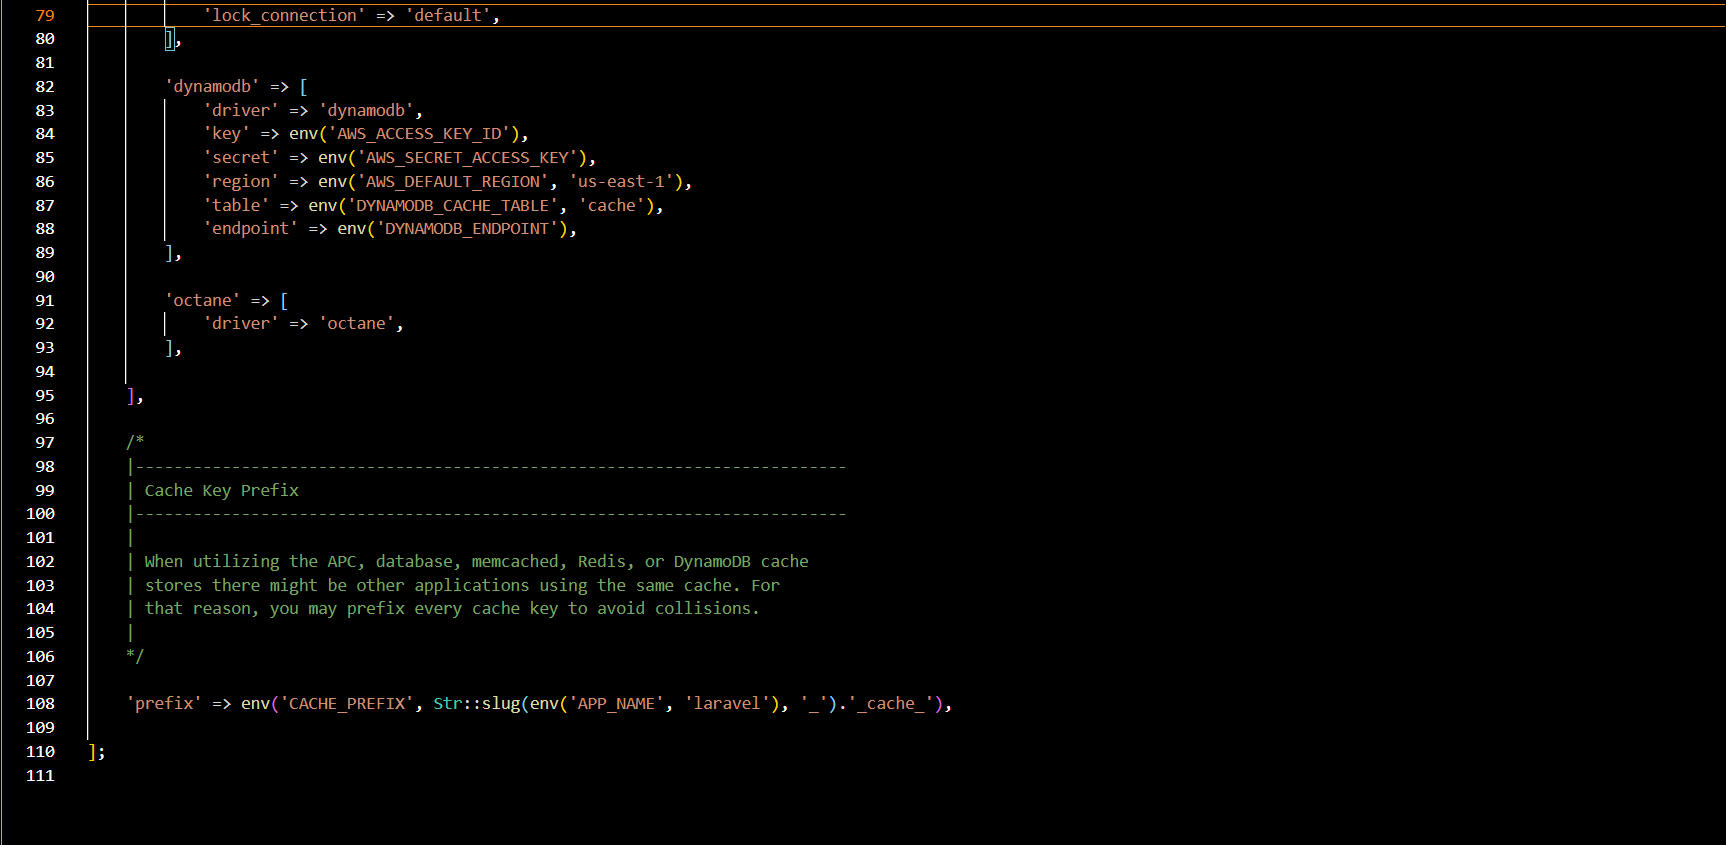 79 'lock_connection' => 'default',
80 ],
81
82 'dynamodb' => [
83 'driver' => 'dynamodb',
84 'key' => env('AWS_ACCESS_KEY_ID'),
85 'secret' => env('AWS_SECRET_ACCESS_KEY'),
86 'region' => env('AWS_DEFAULT_REGION', 'us-east-1'),
87 'table' => env('DYNAMODB_CACHE_TABLE', 'cache'),
88 'endpoint' => env('DYNAMODB_ENDPOINT'),
89 ],
90
91 'octane' => [
92 'driver' => 'octane',
93 ],
94
95 ],
96
97 /*
98 |--------------------------------------------------------------------------
99 | Cache Key Prefix
100 |--------------------------------------------------------------------------
101 |
102 | When utilizing the APC, database, memcached, Redis, or DynamoDB cache
103 | stores there might be other applications using the same cache. For
104 | that reason, you may prefix every cache key to avoid collisions.
105 |
106 */
107
108 'prefix' => env('CACHE_PREFIX', Str::slug(env('APP_NAME', 'laravel'), '_').'_cache_'),
109
110 ];
111